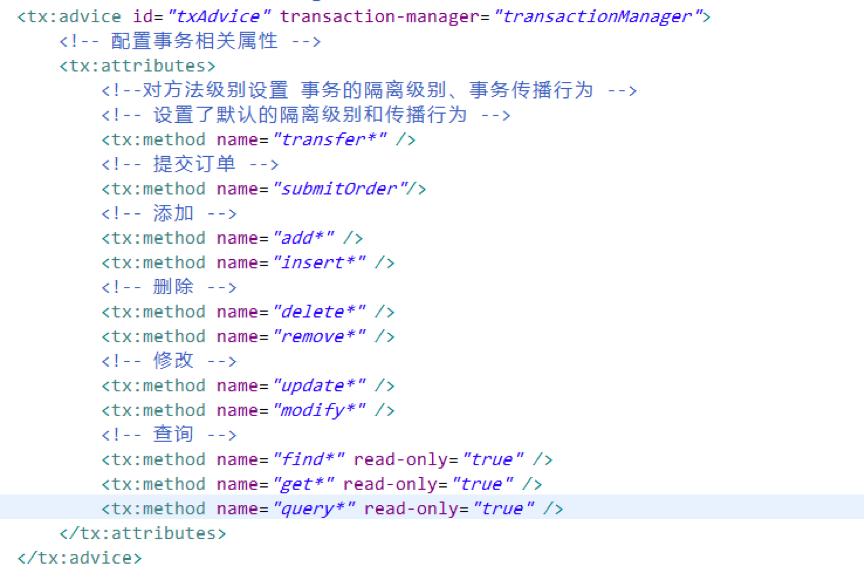 <tx:advice id="txAdvice" transaction-manager="transactionManager">
<!-- 配置事务相关属性 -->
<tx:attributes>
<!--对方法级别设置 事务的隔离级别、事务传播行为 -->
<!-- 设置了默认的隔离级别和传播行为 -->
<tx:method name="transfer*" />
<!-- 提交订单 -->
<tx:method name="submitOrder"/>
<!-- 添加 -->
<tx:method name="add*" />
<tx:method name="insert*" />
<!-- 删除 -->
<tx:method name="delete*" />
<tx:method name="remove*" />
<!-- 修改 -->
<tx:method name="update*" />
<tx:method name="modify*" />
<!-- 查询 -->
<tx:method name="find*" read-only="true" />
<tx:method name="get*" read-only="true" />
<tx:method name="query*" read-only="true" />
</tx:attributes>
</tx:advice>